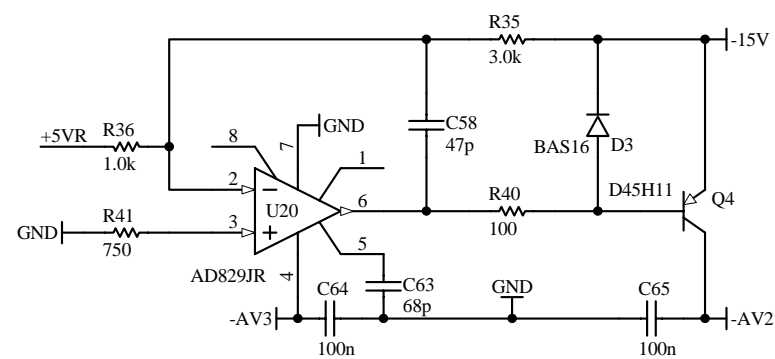 R35
-15V
3.0k
+5VR
R36
1.0k
8
7
GND
C58
47p
BAS16
D3
1
2
U20
6
R40
100
D45H11
Q4
GND
R41
750
3
5
AD829JR
4
C64
C63
68p
GND
C65
-AV3
-AV2
100n
100n